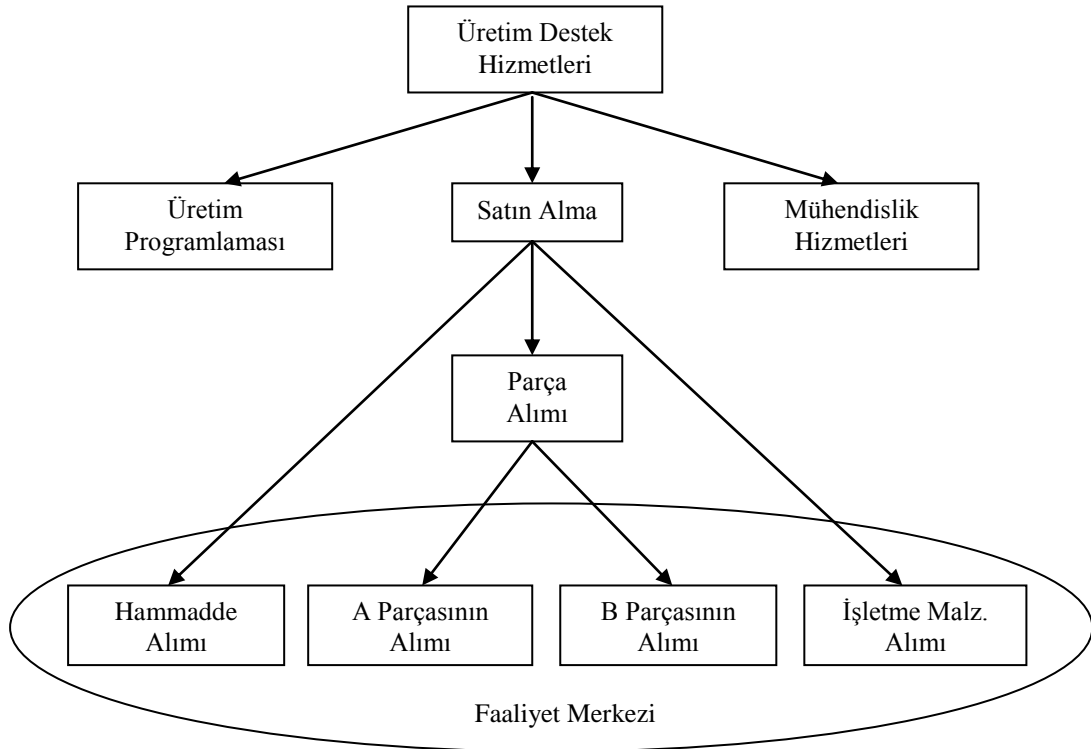 Üretim Destek
Hizmetleri
Üretim
Programlaması
Satın Alma
Mühendislik
Hizmetleri
Parça
Alımı
Hammadde
Alımı
A Parçasının
Alımı
B Parçasının
Alımı
İşletme Malz.
Alımı
Faaliyet Merkezi